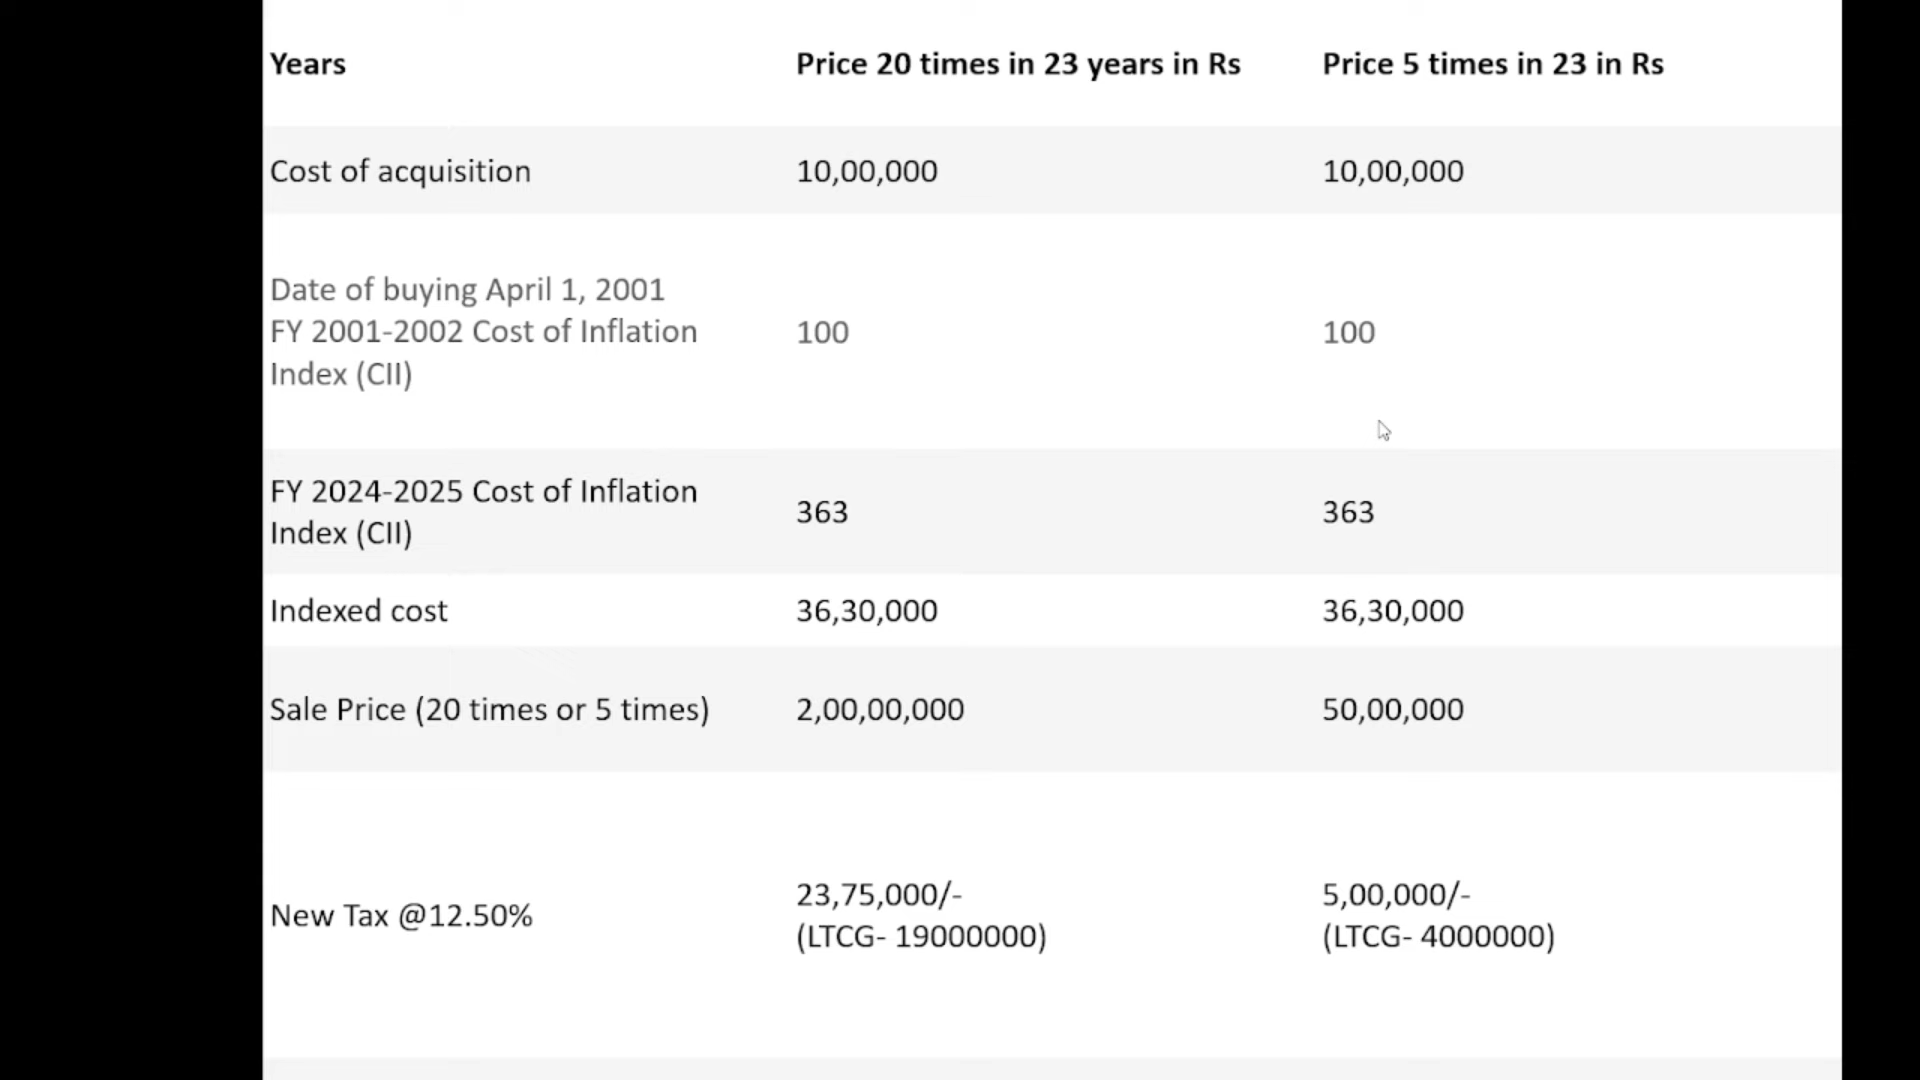 Years Price 20 times in 23 years in Rs Price 5 times in 23 in Rs
Cost of acquisition 10,00,000 10,00,000
Date of buying April 1, 2001
FY 2001-2002 Cost of Inflation 100 100
Index (CII)
FY 2024-2025 Cost of Inflation
Index (CII) 363 363
Indexed cost 36,30,000 36,30,000
Sale Price (20 times or 5 times) 2,00,00,000 50,00,000
New Tax @12.50% 23,75,000/- 5,00,000/-
(LTCG- 19000000) (LTCG- 4000000)